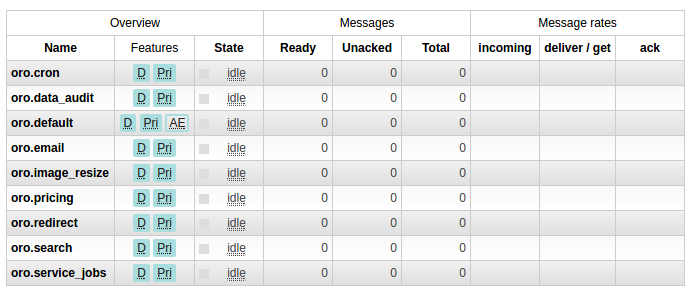 Overview Messages Message rates
Name Features State Ready Unacked Total incoming deliver / get ack
oro.cron D Pri idle 0 0 0
oro.data_audit D Pri idle 0 0 0
oro.default D Pri AE idle 0 0 0
oro.email D Pri idle 0 0 0
oro.image_resize D Pri idle 0 0 0
oro.pricing D Pri idle 0 0 0
oro.redirect D Pri idle 0 0 0
oro.search D Pri idle 0 0 0
oro.service_jobs D Pri idle 0 0 0